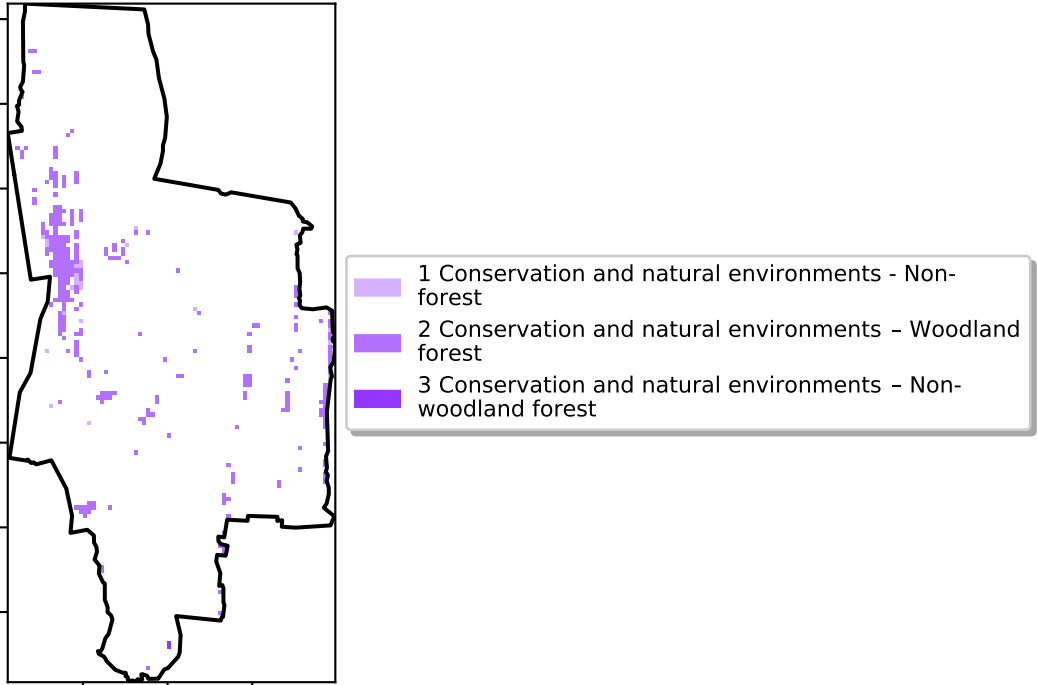 1 Conservation and natural environments - Non-
forest
2 Conservation and natural environments – Woodland
forest
3 Conservation and natural environments – Non-
woodland forest